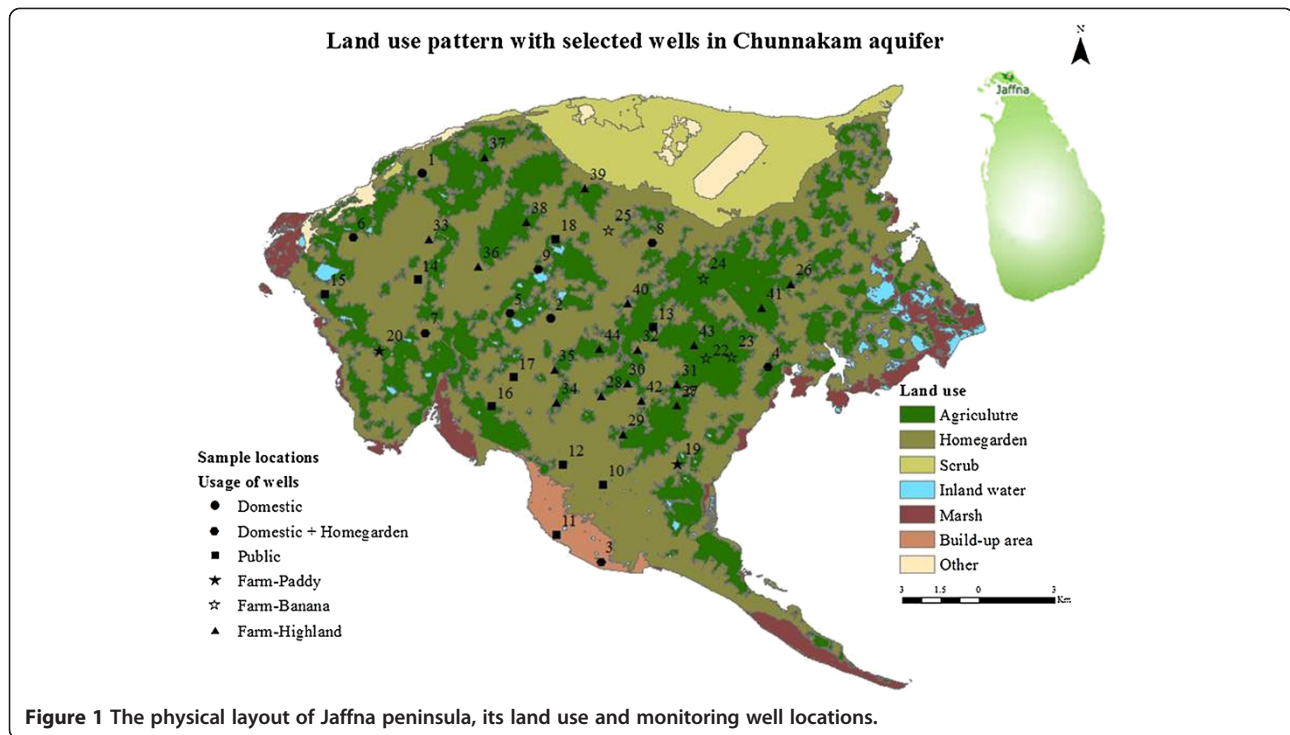 Land use pattern with selected wells in Chunnakam aquifer
N
Jaffna
37
1
39
38
25
6
33
18
8
36
9
24
14
26
15
40
41
5
2
13
7
43
20
44
32
22
23
4
35
30
31
17
28
42
34
16
29
12
19
10
11
3
Land use
Agriculutre
Homegarden
Scrub
Inland water
Marsh
Build-up area
Other
3 1.5 0 3
Km
Sample locations
Usage of wells
Domestic
Domestic + Homegarden
Public
Farm-Paddy
Farm-Banana
Farm-Highland
Figure 1 The physical layout of Jaffna peninsula, its land use and monitoring well locations.